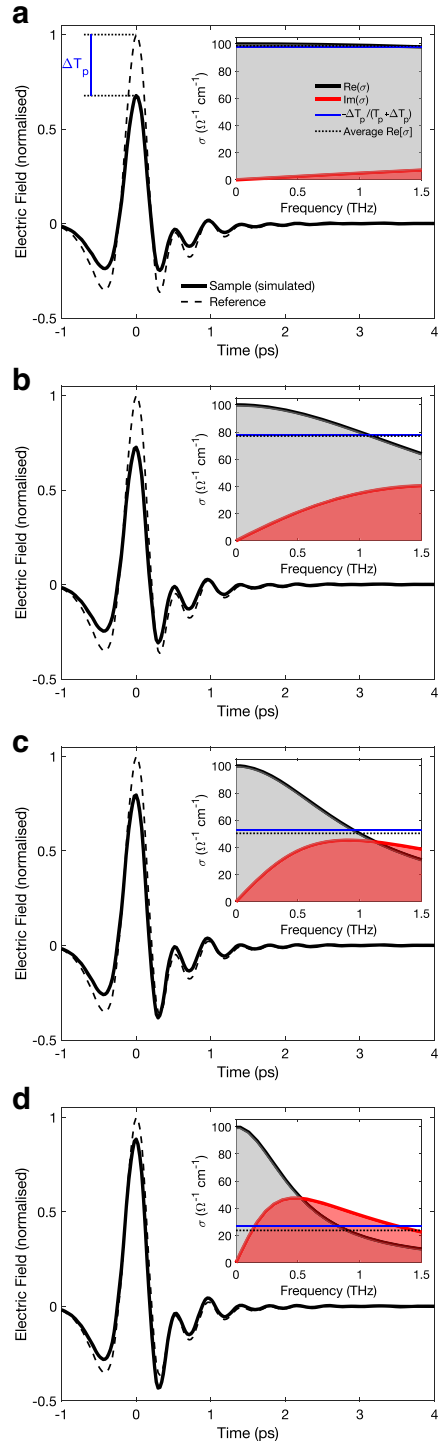 a
1
0.5
0
-0.5
Electric Field (normalised)
ΔTp
-1
0
1
2
3
4
Time (ps)
Sample (simulated)
Reference
100
80
60
40
20
0
σ (Ω-1 cm-1)
Re(σ)
Im(σ)
-ΔTp/(Tp+ΔTp)
Average Re[σ]
0
0.5
1
1.5
Frequency (THz)
b
1
0.5
0
-0.5
Electric Field (normalised)
-1
0
1
2
3
4
Time (ps)
100
80
60
40
20
0
σ (Ω-1 cm-1)
0
0.5
1
1.5
Frequency (THz)
c
1
0.5
0
-0.5
Electric Field (normalised)
-1
0
1
2
3
4
Time (ps)
100
80
60
40
20
0
σ (Ω-1 cm-1)
0
0.5
1
1.5
Frequency (THz)
d
1
0.5
0
-0.5
Electric Field (normalised)
-1
0
1
2
3
4
Time (ps)
100
80
60
40
20
0
σ (Ω-1 cm-1)
0
0.5
1
1.5
Frequency (THz)